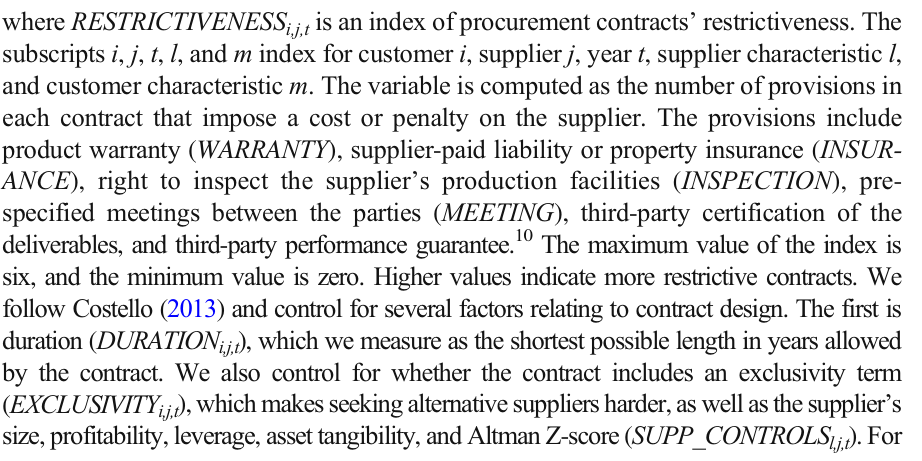 where RESTRICTIVENESSi,j,t is an index of procurement contracts' restrictiveness. The
subscripts i, j, t, l, and m index for customer i, supplier j, year t, supplier characteristic l,
and customer characteristic m. The variable is computed as the number of provisions in
each contract that impose a cost or penalty on the supplier. The provisions include
product warranty (WARRANTY), supplier-paid liability or property insurance (INSUR-
ANCE), right to inspect the supplier's production facilities (INSPECTION), pre-
specified meetings between the parties (MEETING), third-party certification of the
deliverables, and third-party performance guarantee.10 The maximum value of the index is
six, and the minimum value is zero. Higher values indicate more restrictive contracts. We
follow Costello (2013) and control for several factors relating to contract design. The first is
duration (DURATIONi,j,t), which we measure as the shortest possible length in years allowed
by the contract. We also control for whether the contract includes an exclusivity term
(EXCLUSIVITYi,j,t), which makes seeking alternative suppliers harder, as well as the supplier's
size, profitability, leverage, asset tangibility, and Altman Z-score (SUPP_CONTROLSl,j,t). For